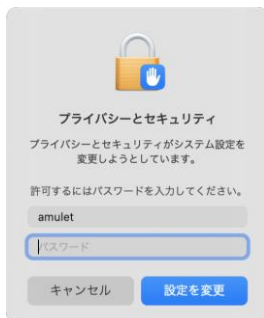 プライバシーとセキュリティ
プライバシーとセキュリティがシステム設定を
変更しようとしています。
許可するにはパスワードを入力してください。
amulet
パスワード
キャンセル
設定を変更